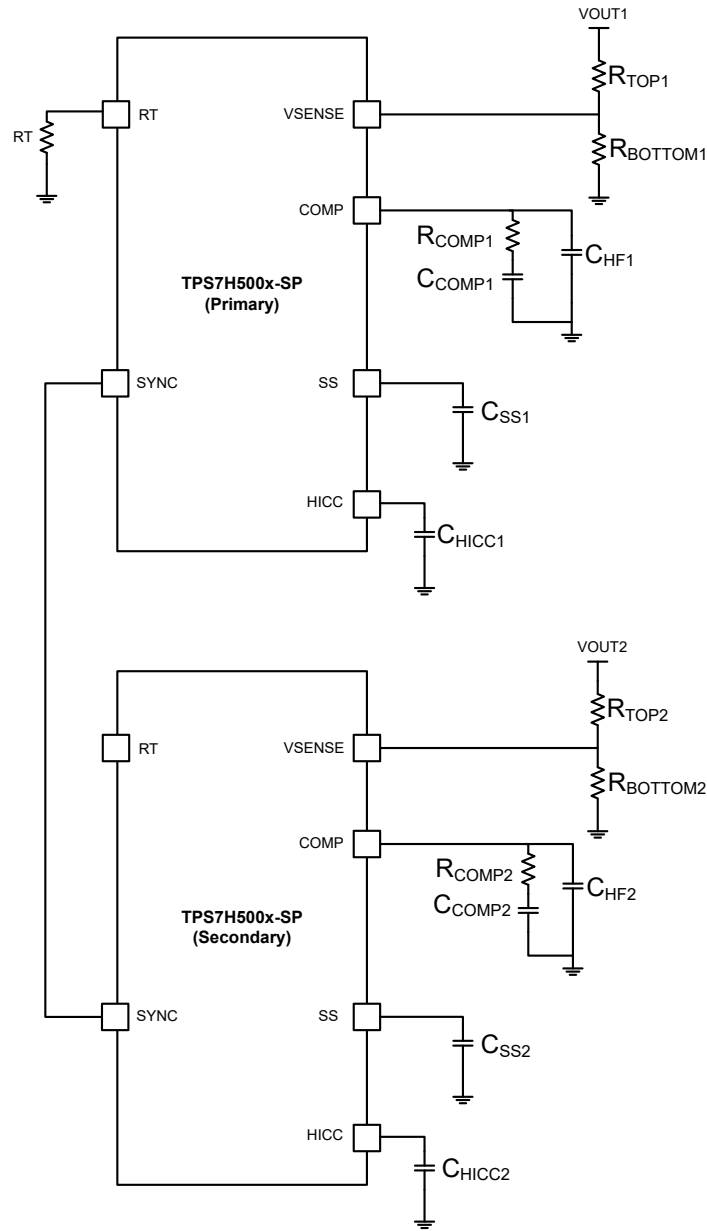 VOUT1
RTOP1
RT
RT
VSENSE
RBOTTOM1
COMP
RCOMP1
CHF1
CCOMP1
TPS7H500x-SP
(Primary)
SYNC
SS
CSS1
HICC
CHICC1
VOUT2
RTOP2
RT
VSENSE
RBOTTOM2
COMP
RCOMP2
CHF2
CCOMP2
TPS7H500x-SP
(Secondary)
SYNC
SS
CSS2
HICC
CHICC2